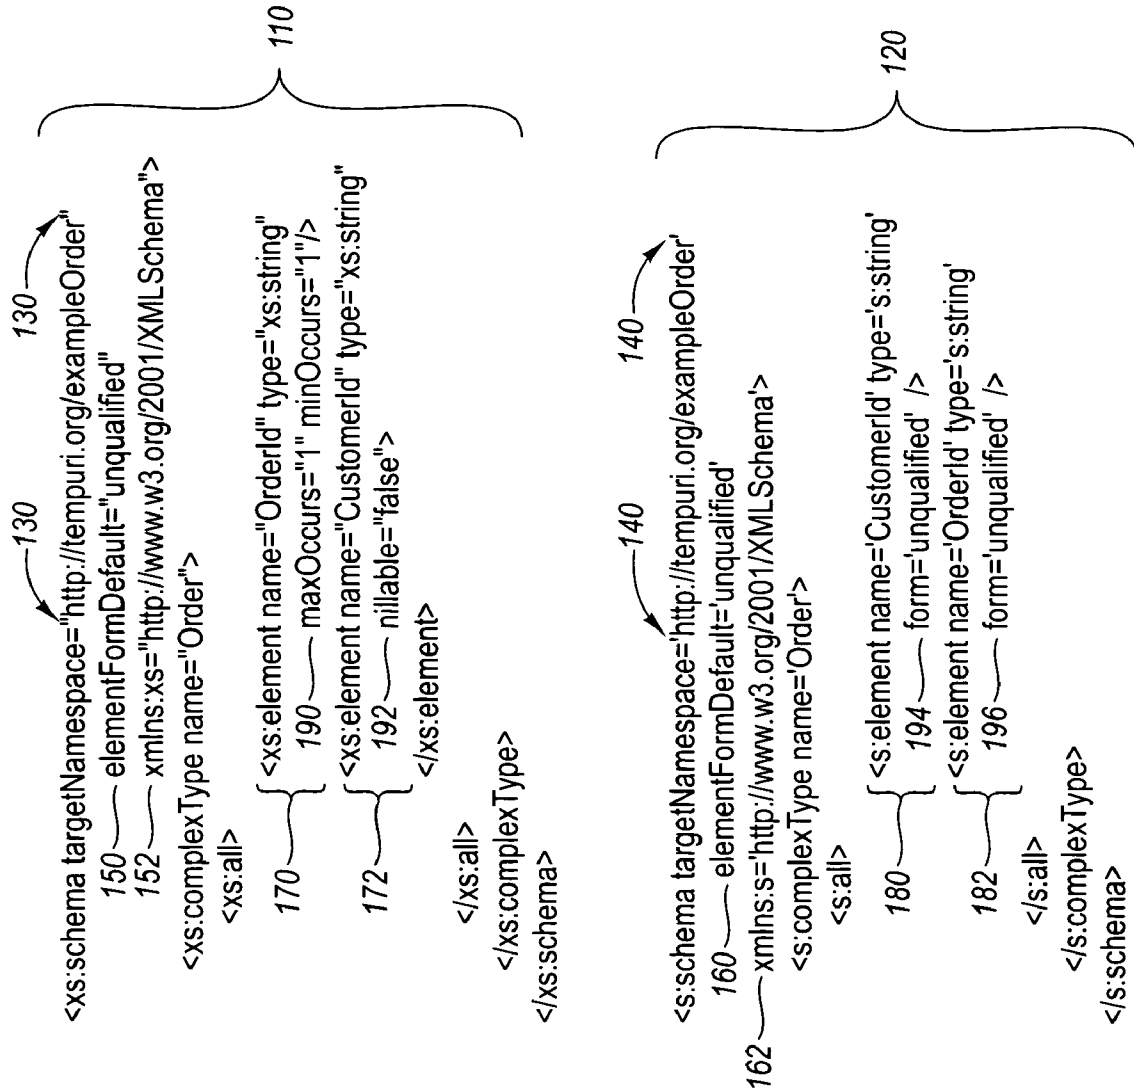 130 130
<xs:schema targetNamespace="http://tempuri.org/exampleOrder"
150 elementFormDefault="unqualified"
152 xmlns:xs="http://www.w3.org/2001/XMLSchema">
<xs:complexType name="Order">
<xs:all>
110
170 <xs:element name="OrderId" type="xs:string"
190 maxOccurs="1" minOccurs="1"/>
172 <xs:element name="CustomerId" type="xs:string"
192 nillable="false">
</xs:element>
</xs:all>
</xs:complexType>
</xs:schema>
140 140
<s:schema targetNamespace='http://tempuri.org/exampleOrder'
160 elementFormDefault='unqualified'
162 xmlns:s='http://www.w3.org/2001/XMLSchema'>
<s:complexType name='Order'>
<s:all>
120
180 <s:element name='CustomerId' type='s:string'
194 form='unqualified' />
182 <s:element name='OrderId' type='s:string'
196 form='unqualified' />
</s:all>
</s:complexType>
</s:schema>